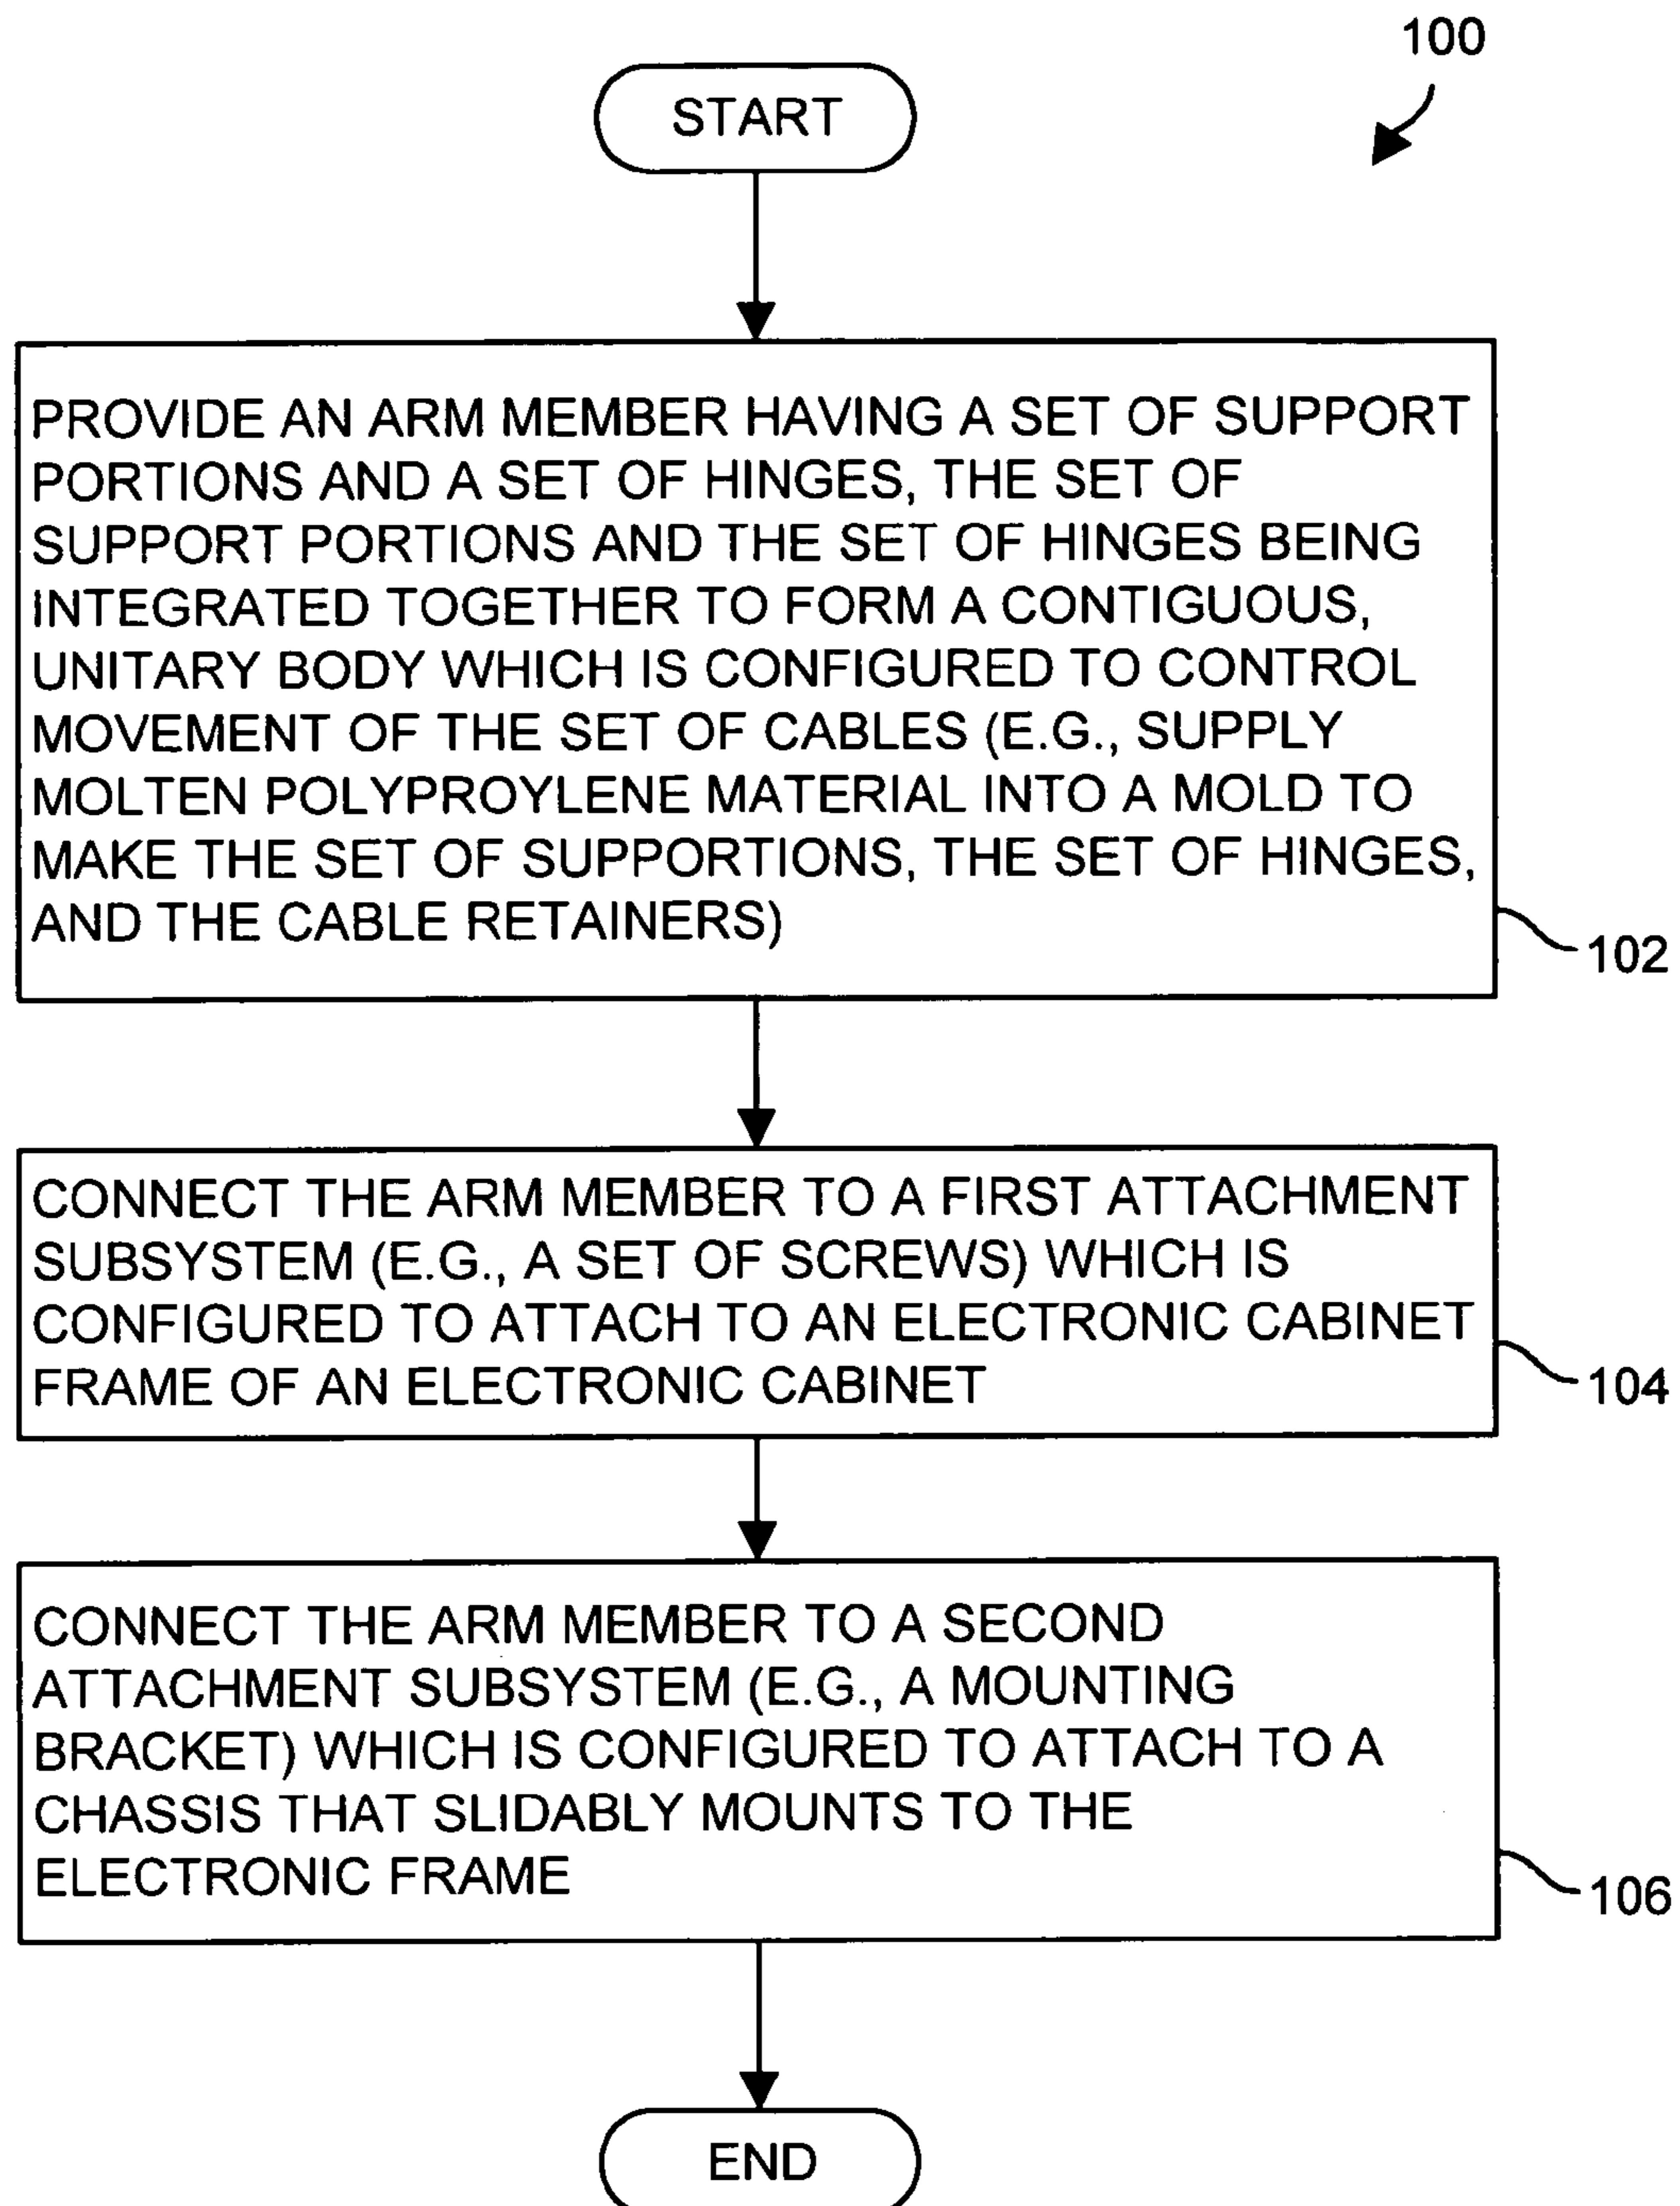 100
START
PROVIDE AN ARM MEMBER HAVING A SET OF SUPPORT
PORTIONS AND A SET OF HINGES, THE SET OF
SUPPORT PORTIONS AND THE SET OF HINGES BEING
INTEGRATED TOGETHER TO FORM A CONTIGUOUS,
UNITARY BODY WHICH IS CONFIGURED TO CONTROL
MOVEMENT OF THE SET OF CABLES (E.G., SUPPLY
MOLTEN POLYPROYLENE MATERIAL INTO A MOLD TO
MAKE THE SET OF SUPPORTIONS, THE SET OF HINGES,
AND THE CABLE RETAINERS)
102
CONNECT THE ARM MEMBER TO A FIRST ATTACHMENT
SUBSYSTEM (E.G., A SET OF SCREWS) WHICH IS
CONFIGURED TO ATTACH TO AN ELECTRONIC CABINET
FRAME OF AN ELECTRONIC CABINET
104
CONNECT THE ARM MEMBER TO A SECOND
ATTACHMENT SUBSYSTEM (E.G., A MOUNTING
BRACKET) WHICH IS CONFIGURED TO ATTACH TO A
CHASSIS THAT SLIDABLY MOUNTS TO THE
ELECTRONIC FRAME
106
END